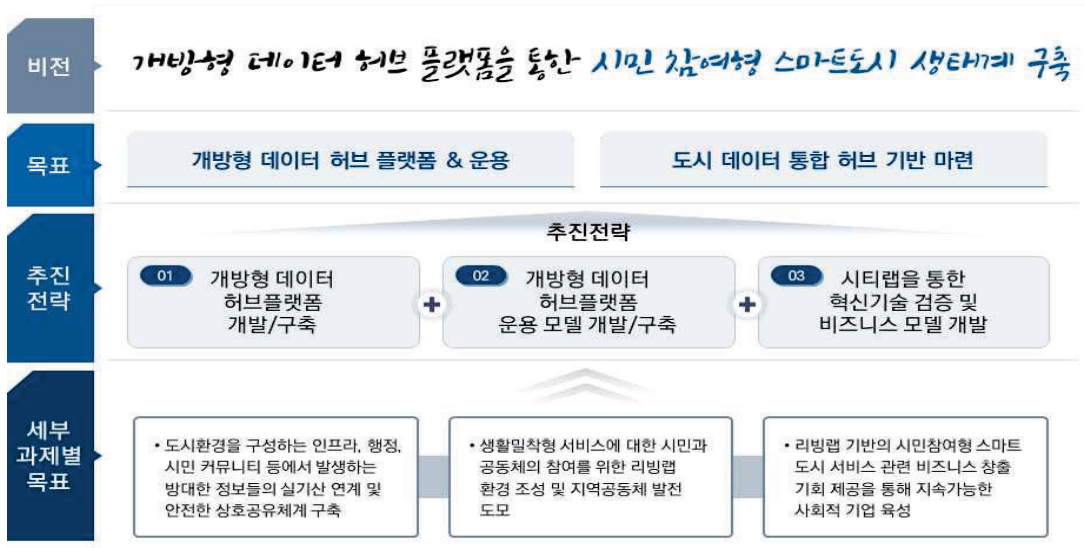 비전
개방형 데이터 허브 플랫폼을 통한 시민 참여형 스마트도시 생태계 구축
목표
개방형 데이터 허브 플랫폼 & 운용
도시 데이터 통합 허브 기반 마련
추진
전략
추진전략
01
개방형 데이터
허브플랫폼
개발/구축
02
개방형 데이터
허브플랫폼
운용 모델 개발/구축
03
시티랩을 통한
혁신기술 검증 및
비즈니스 모델 개발
세부
과제별
목표
• 도시환경을 구성하는 인프라, 행정,
시민 커뮤니티 등에서 발생하는
방대한 정보들의 실기산 연계 및
안전한 상호공유체계 구축
• 생활밀착형 서비스에 대한 시민과
공동체의 참여를 위한 리빙랩
환경 조성 및 지역공동체 발전
도모
• 리빙랩 기반의 시민참여형 스마트
도시 서비스 관련 비즈니스 창출
기회 제공을 통해 지속가능한
사회적 기업 육성